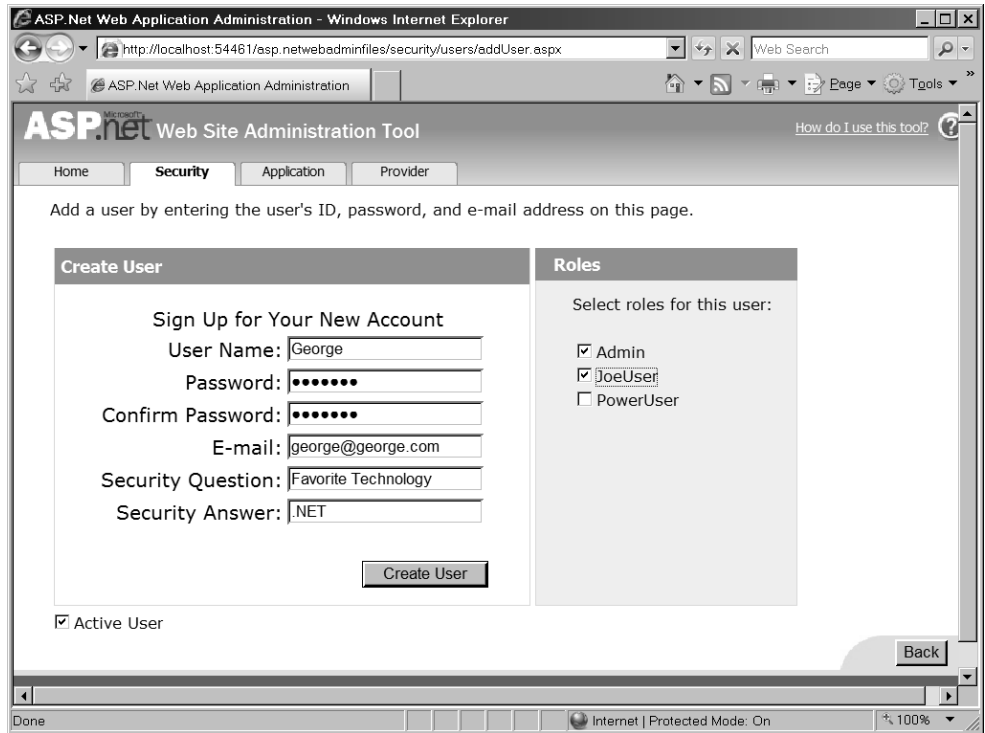 ASP.Net Web Application Administration - Windows Internet Explorer
http://localhost:54461/asp.netwebadminfiles/security/users/addUser.aspx
Web Search
ASP.Net Web Application Administration
Page
Tools
Microsoft
ASP.net Web Site Administration Tool
How do I use this tool?
Home
Security
Application
Provider
Add a user by entering the user's ID, password, and e-mail address on this page.
Create User
Sign Up for Your New Account
User Name: George
Password: •••••••
Confirm Password: •••••••
E-mail: george@george.com
Security Question: Favorite Technology
Security Answer: .NET
Create User
Roles
Select roles for this user:
Admin
JoeUser
PowerUser
Active User
Back
Done
Internet | Protected Mode: On
100%